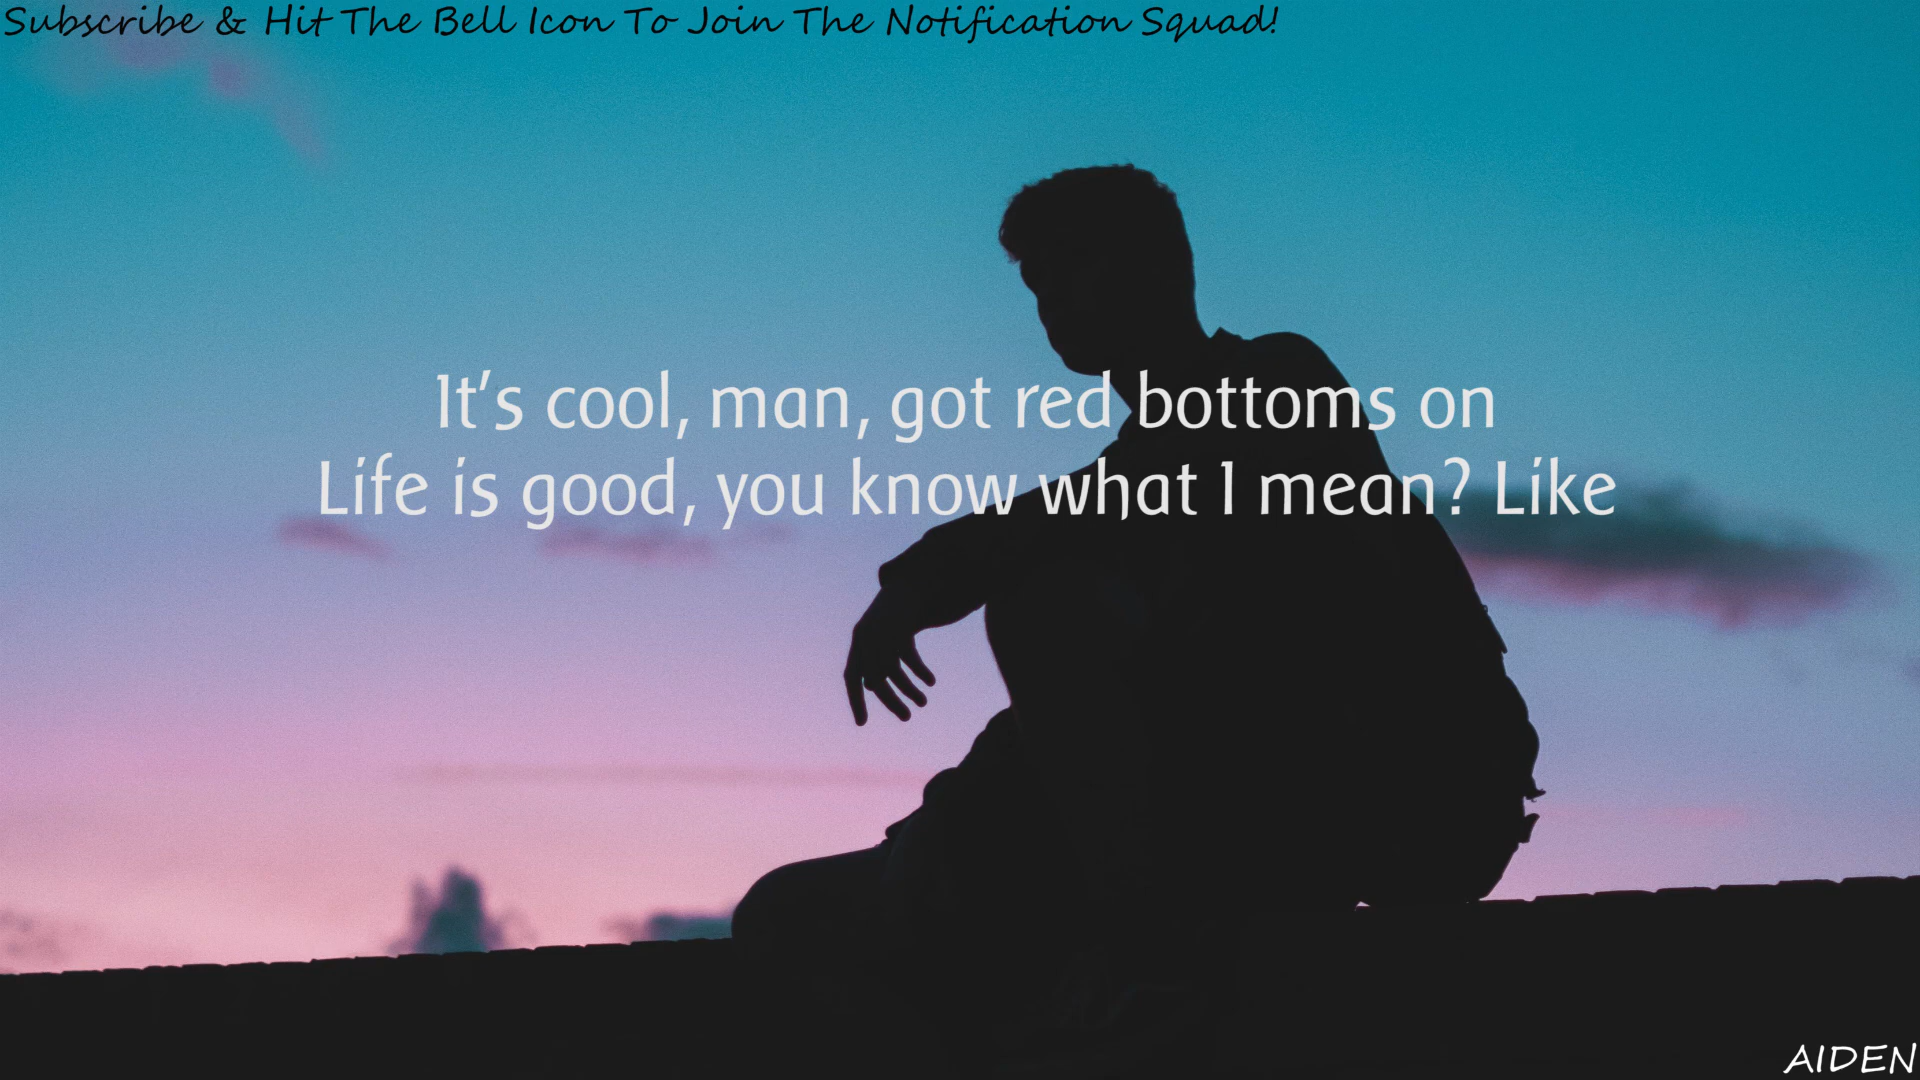 Subscribe & Hit The Bell Icon To Join The Notification Squad!
It's cool, man, got red bottoms on
Life is good, you know what I mean? Like
AIDEN